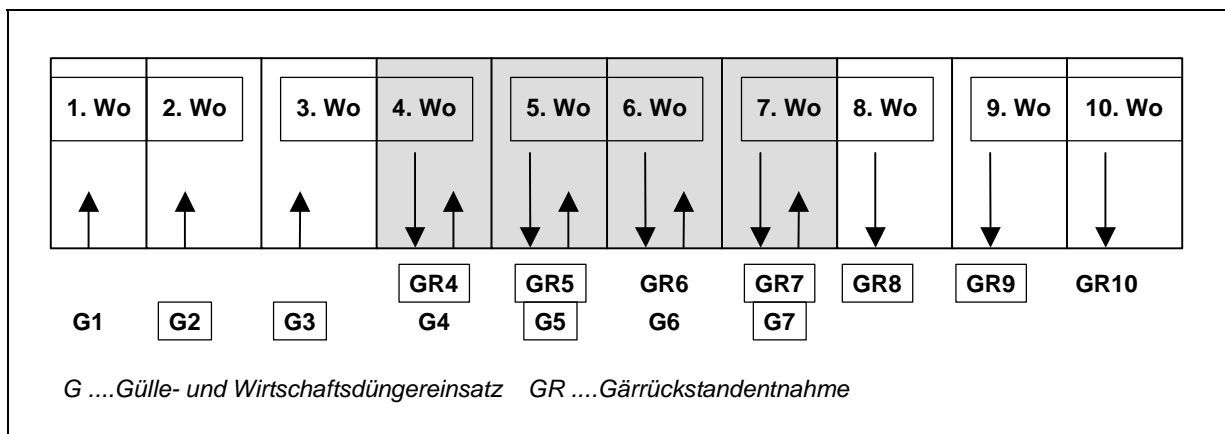 1. Wo 2. Wo 3. Wo 4. Wo 5. Wo 6. Wo 7. Wo 8. Wo 9. Wo 10. Wo
GR4 GR5 GR6 GR7 GR8 GR9 GR10
G1 G2 G3 G4 G5 G6 G7
G ....Gülle- und Wirtschaftsdüngereinsatz GR ....Gärrückstandentnahme